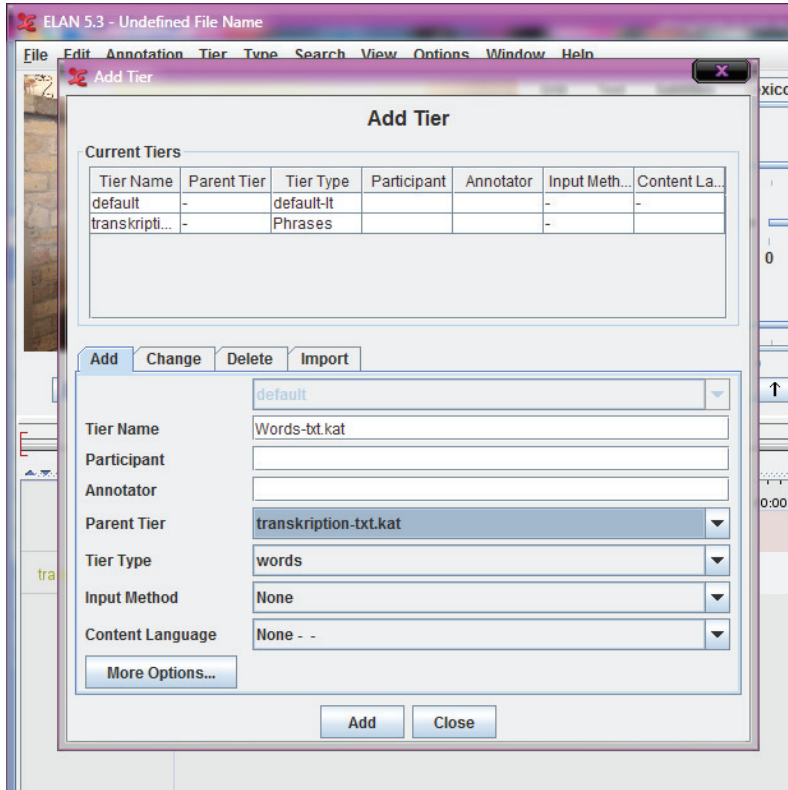 ELAN 5.3 - Undefined File Name
File Edit Annotation Tier Type Search View Options Window Help
Add Tier
x
exico
Add Tier
Current Tiers
Tier Name Parent Tier Tier Type Participant Annotator Input Meth... Content La...
default - default-lt - -
transkripti... - Phrases -
0
Add Change Delete Import
default
Tier Name Words-txt.kat
Participant
Annotator
0:00
Parent Tier transkription-txt.kat
Tier Type words
tra
Input Method None
Content Language None - -
More Options...
Add Close